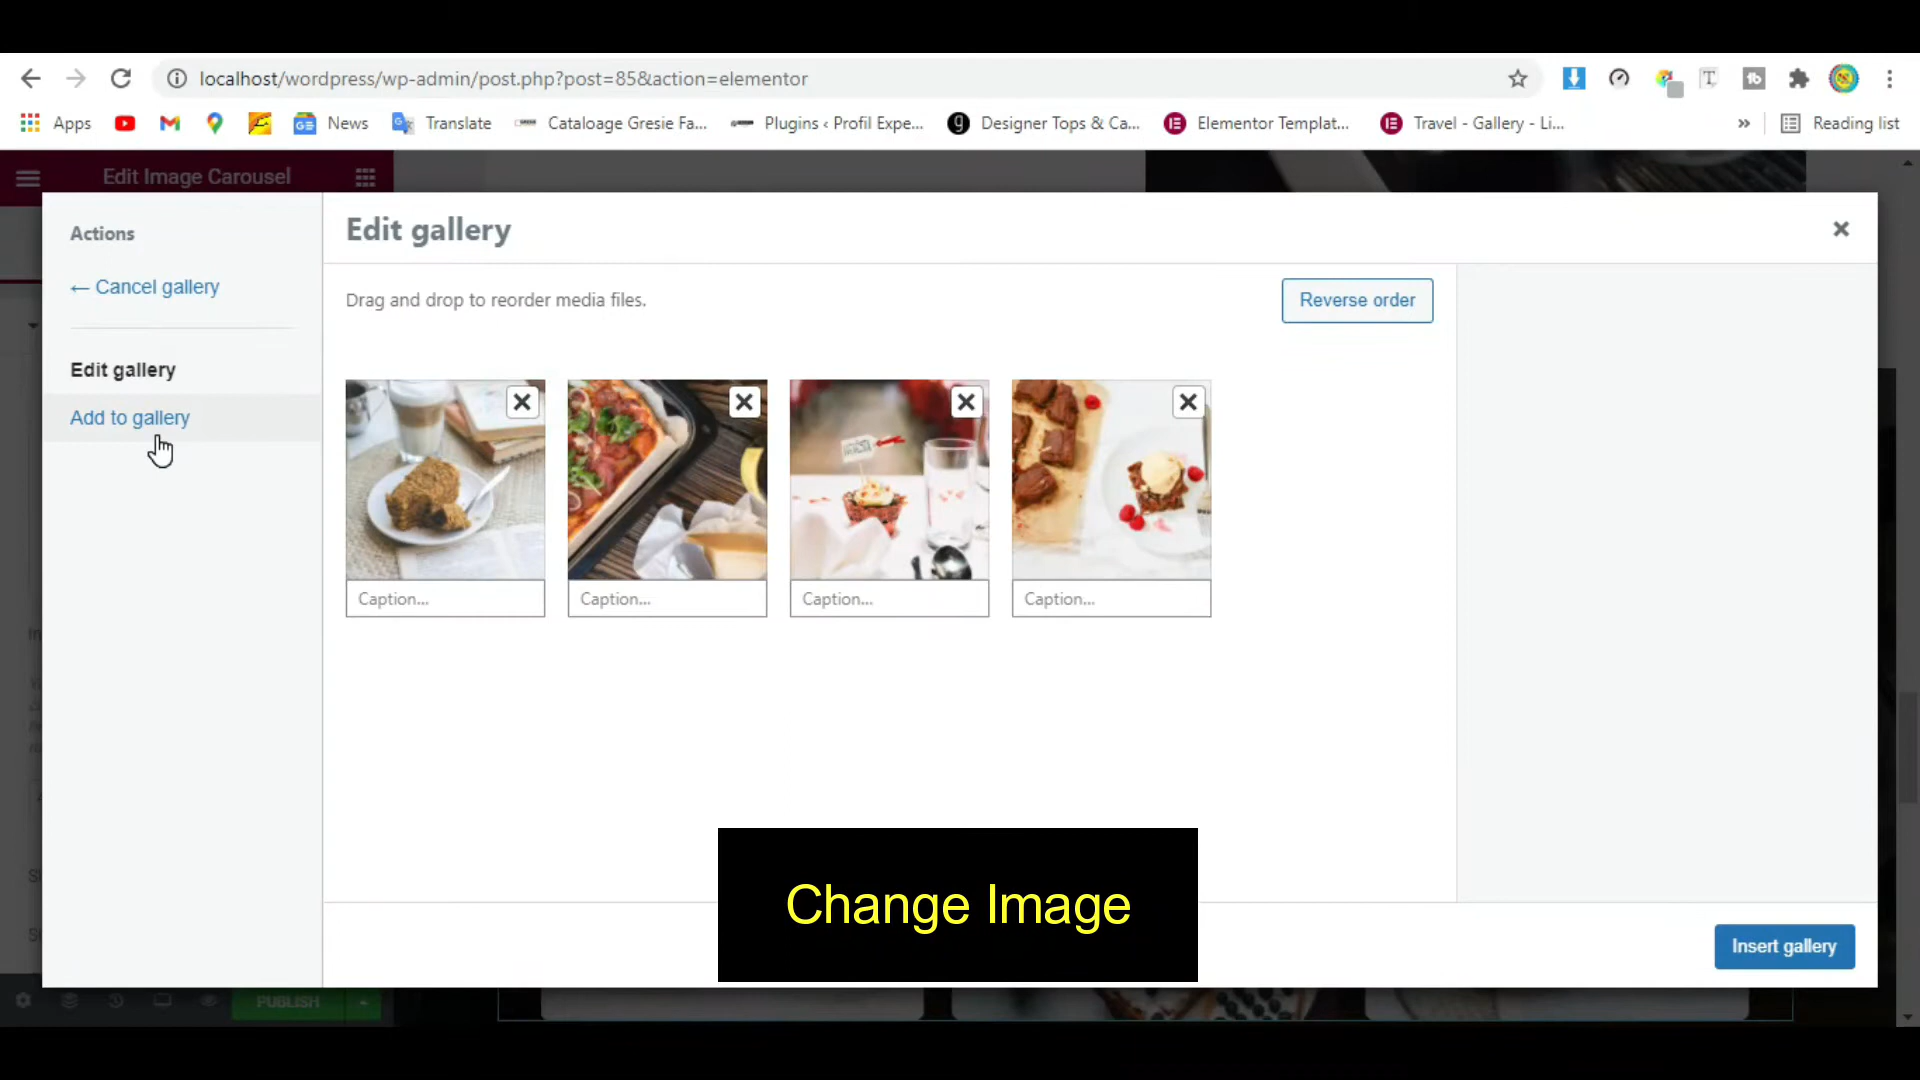 localhost/wordpress/wp-admin/post.php?post=85&action=elementor
Apps
News
Translate
Cataloage Gresie Fa...
Plugins ‹ Profil Expe...
Designer Tops & Ca...
Elementor Templat...
Travel - Gallery - Li...
»
Reading list
Edit Image Carousel
Actions
← Cancel gallery
Edit gallery
Add to gallery
Edit gallery
Drag and drop to reorder media files.
Reverse order
Caption...
Caption...
Caption...
Caption...
Change Image
Insert gallery
PUBLISH